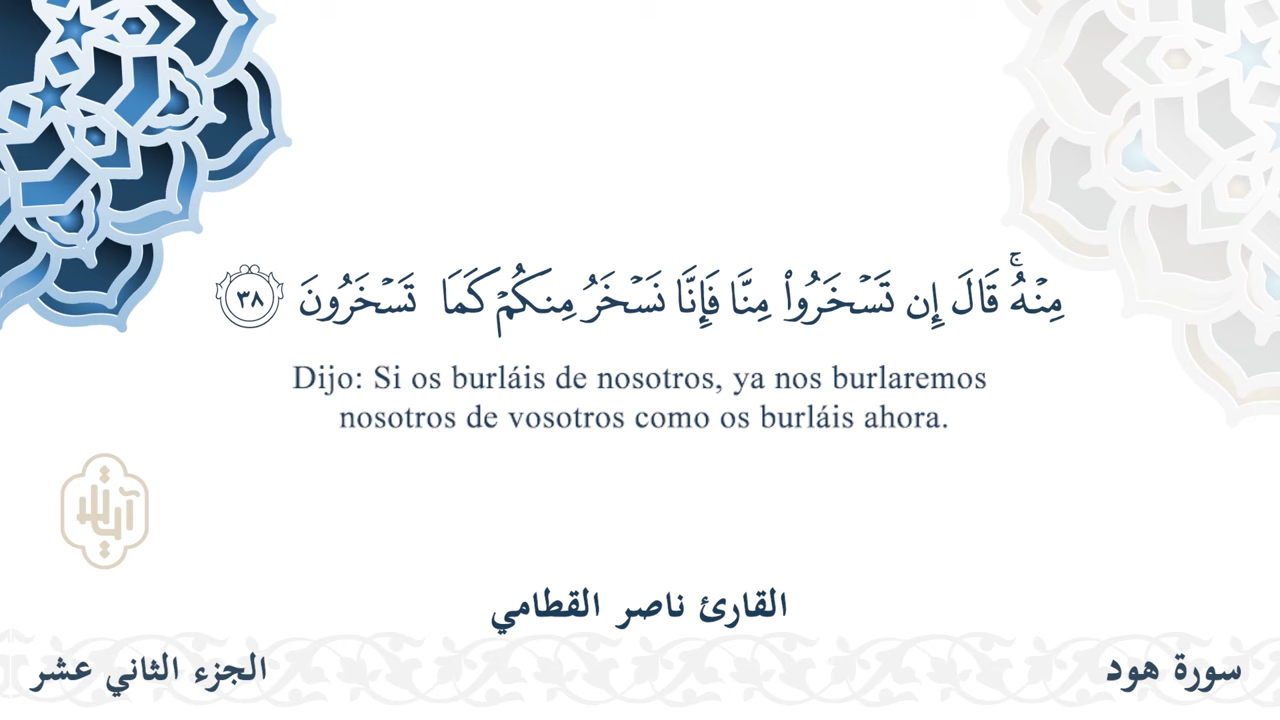 مِنْهُ ۚ قَالَ إِن تَسْخَرُوا۟ مِنَّا فَإِنَّا نَسْخَرُ مِنكُمْ كَمَا تَسْخَرُونَ ٣٨
Dijo: Si os burláis de nosotros, ya nos burlaremos
nosotros de vosotros como os burláis ahora.
القارئ ناصر القطامي
سورة هود
الجزء الثاني عشر